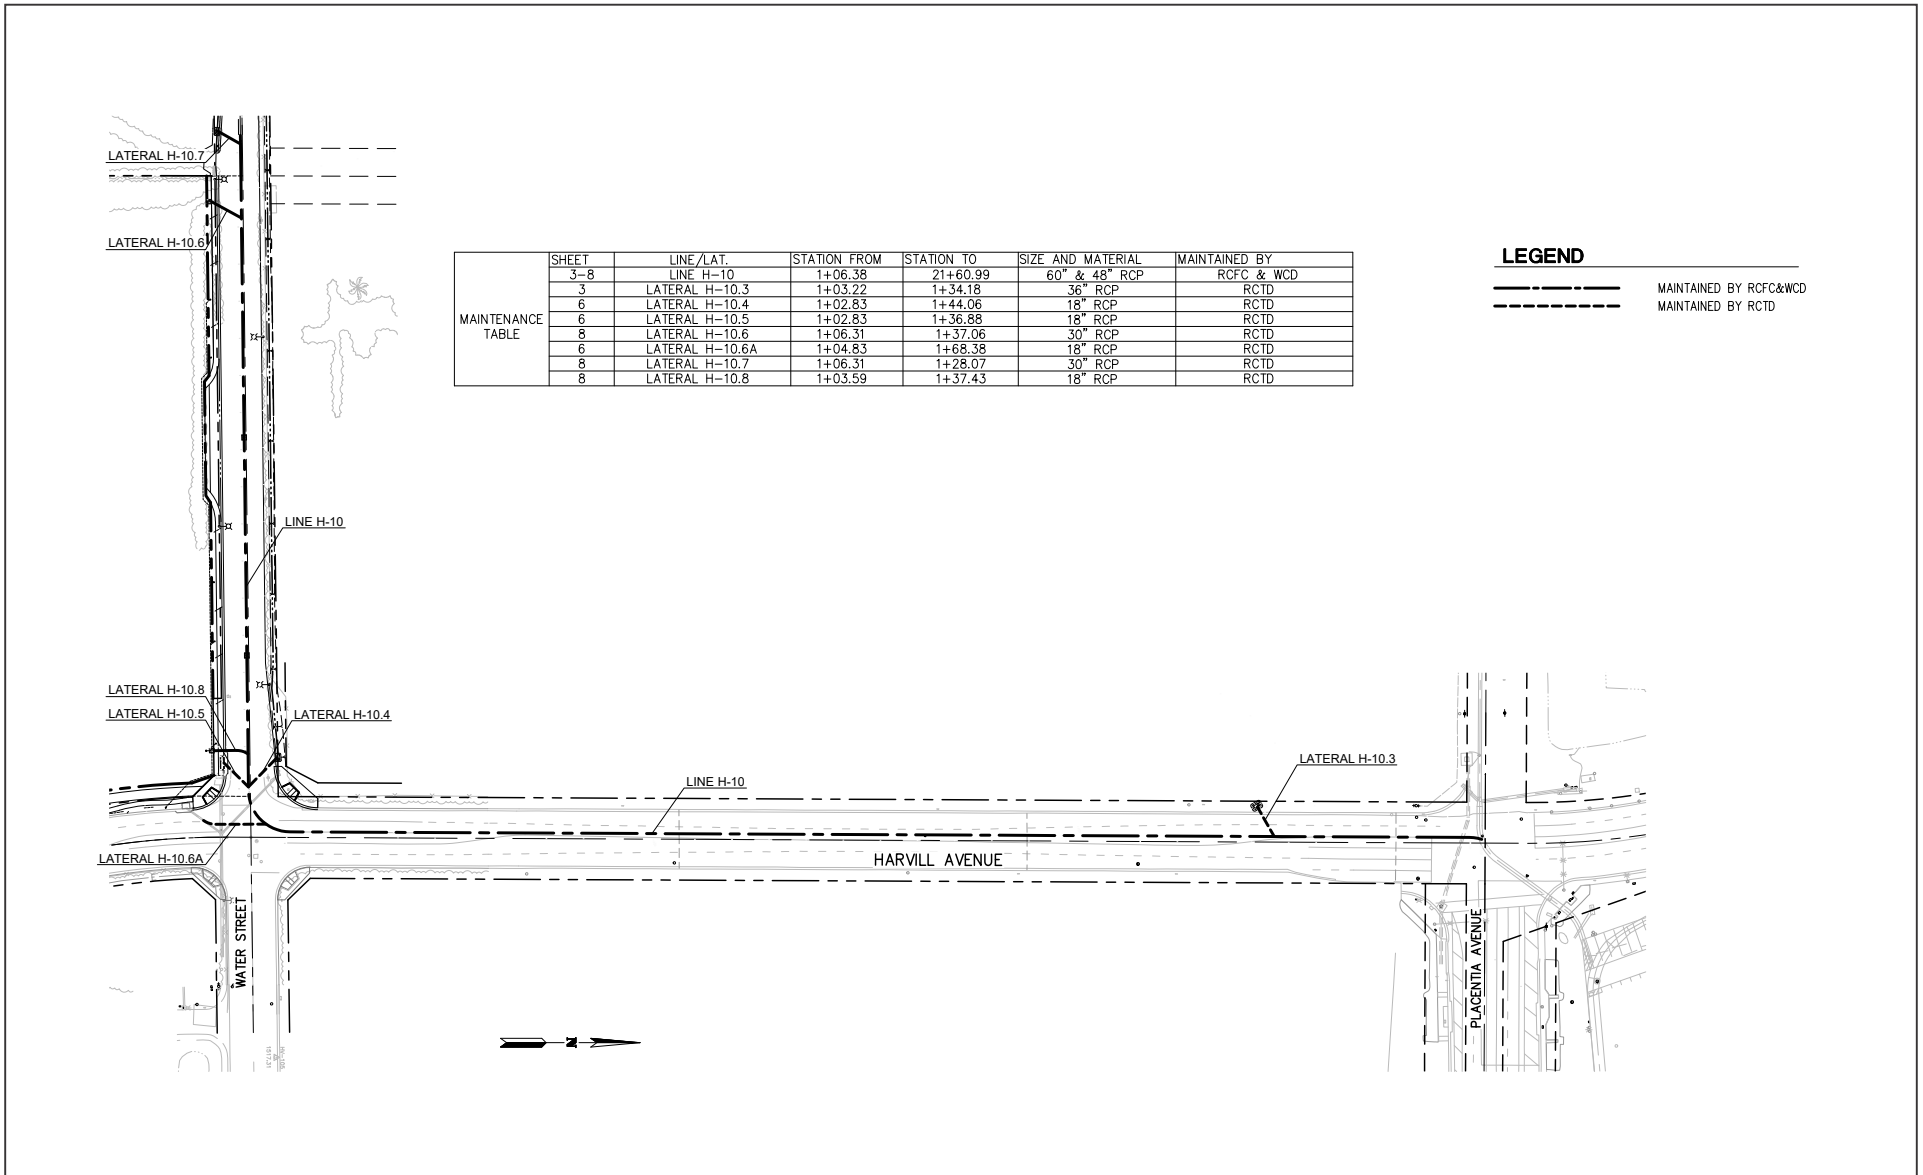 LATERAL H-10.7
LATERAL H-10.6
SHEET LINE/LAT. STATION FROM STATION TO SIZE AND MATERIAL MAINTAINED BY
3-8 LINE H-10 1+06.38 21+60.99 60" & 48" RCP RCFC & WCD
3 LATERAL H-10.3 1+03.22 1+34.18 36" RCP RCTD
6 LATERAL H-10.4 1+02.83 1+44.06 18" RCP RCTD
MAINTENANCE TABLE
6 LATERAL H-10.5 1+02.83 1+36.88 18" RCP RCTD
8 LATERAL H-10.6 1+06.31 1+37.06 30" RCP RCTD
6 LATERAL H-10.6A 1+04.83 1+68.38 18" RCP RCTD
8 LATERAL H-10.7 1+06.31 1+28.07 30" RCP RCTD
8 LATERAL H-10.8 1+03.59 1+37.43 18" RCP RCTD
LEGEND
MAINTAINED BY RCFC&WCD
MAINTAINED BY RCTD
LINE H-10
LATERAL H-10.8
LATERAL H-10.5
LATERAL H-10.4
LINE H-10
LATERAL H-10.3
LATERAL H-10.6A
HARVILL AVENUE
WATER STREET
PLACENTIA AVENUE
N